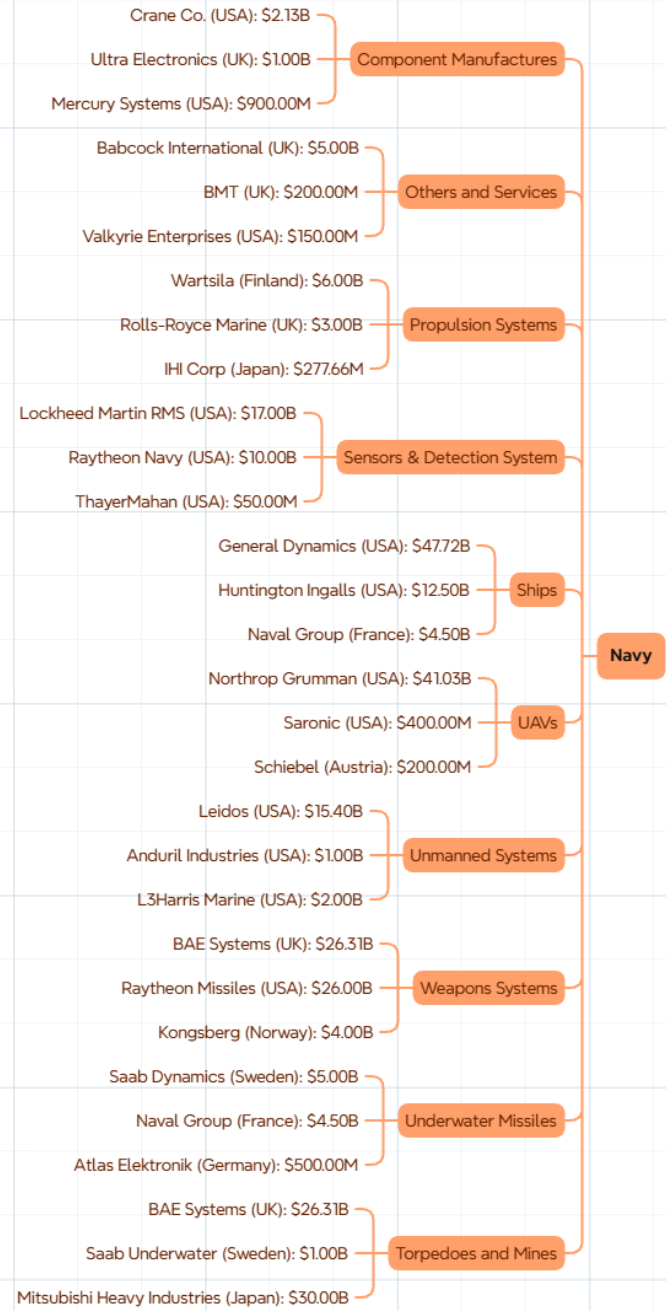 Crane Co. (USA): $2.13B
Ultra Electronics (UK): $1.00B
Component Manufactures
Mercury Systems (USA): $900.00M
Babcock International (UK): $5.00B
BMT (UK): $200.00M
Others and Services
Valkyrie Enterprises (USA): $150.00M
Wartsila (Finland): $6.00B
Rolls-Royce Marine (UK): $3.00B
Propulsion Systems
IHI Corp (Japan): $277.66M
Lockheed Martin RMS (USA): $17.00B
Raytheon Navy (USA): $10.00B
Sensors & Detection System
ThayerMahan (USA): $50.00M
General Dynamics (USA): $47.72B
Huntington Ingalls (USA): $12.50B
Ships
Naval Group (France): $4.50B
Navy
Northrop Grumman (USA): $41.03B
Saronic (USA): $400.00M
UAVs
Schiebel (Austria): $200.00M
Leidos (USA): $15.40B
Anduril Industries (USA): $1.00B
Unmanned Systems
L3Harris Marine (USA): $2.00B
BAE Systems (UK): $26.31B
Raytheon Missiles (USA): $26.00B
Weapons Systems
Kongsberg (Norway): $4.00B
Saab Dynamics (Sweden): $5.00B
Naval Group (France): $4.50B
Underwater Missiles
Atlas Elektronik (Germany): $500.00M
BAE Systems (UK): $26.31B
Saab Underwater (Sweden): $1.00B
Torpedoes and Mines
Mitsubishi Heavy Industries (Japan): $30.00B